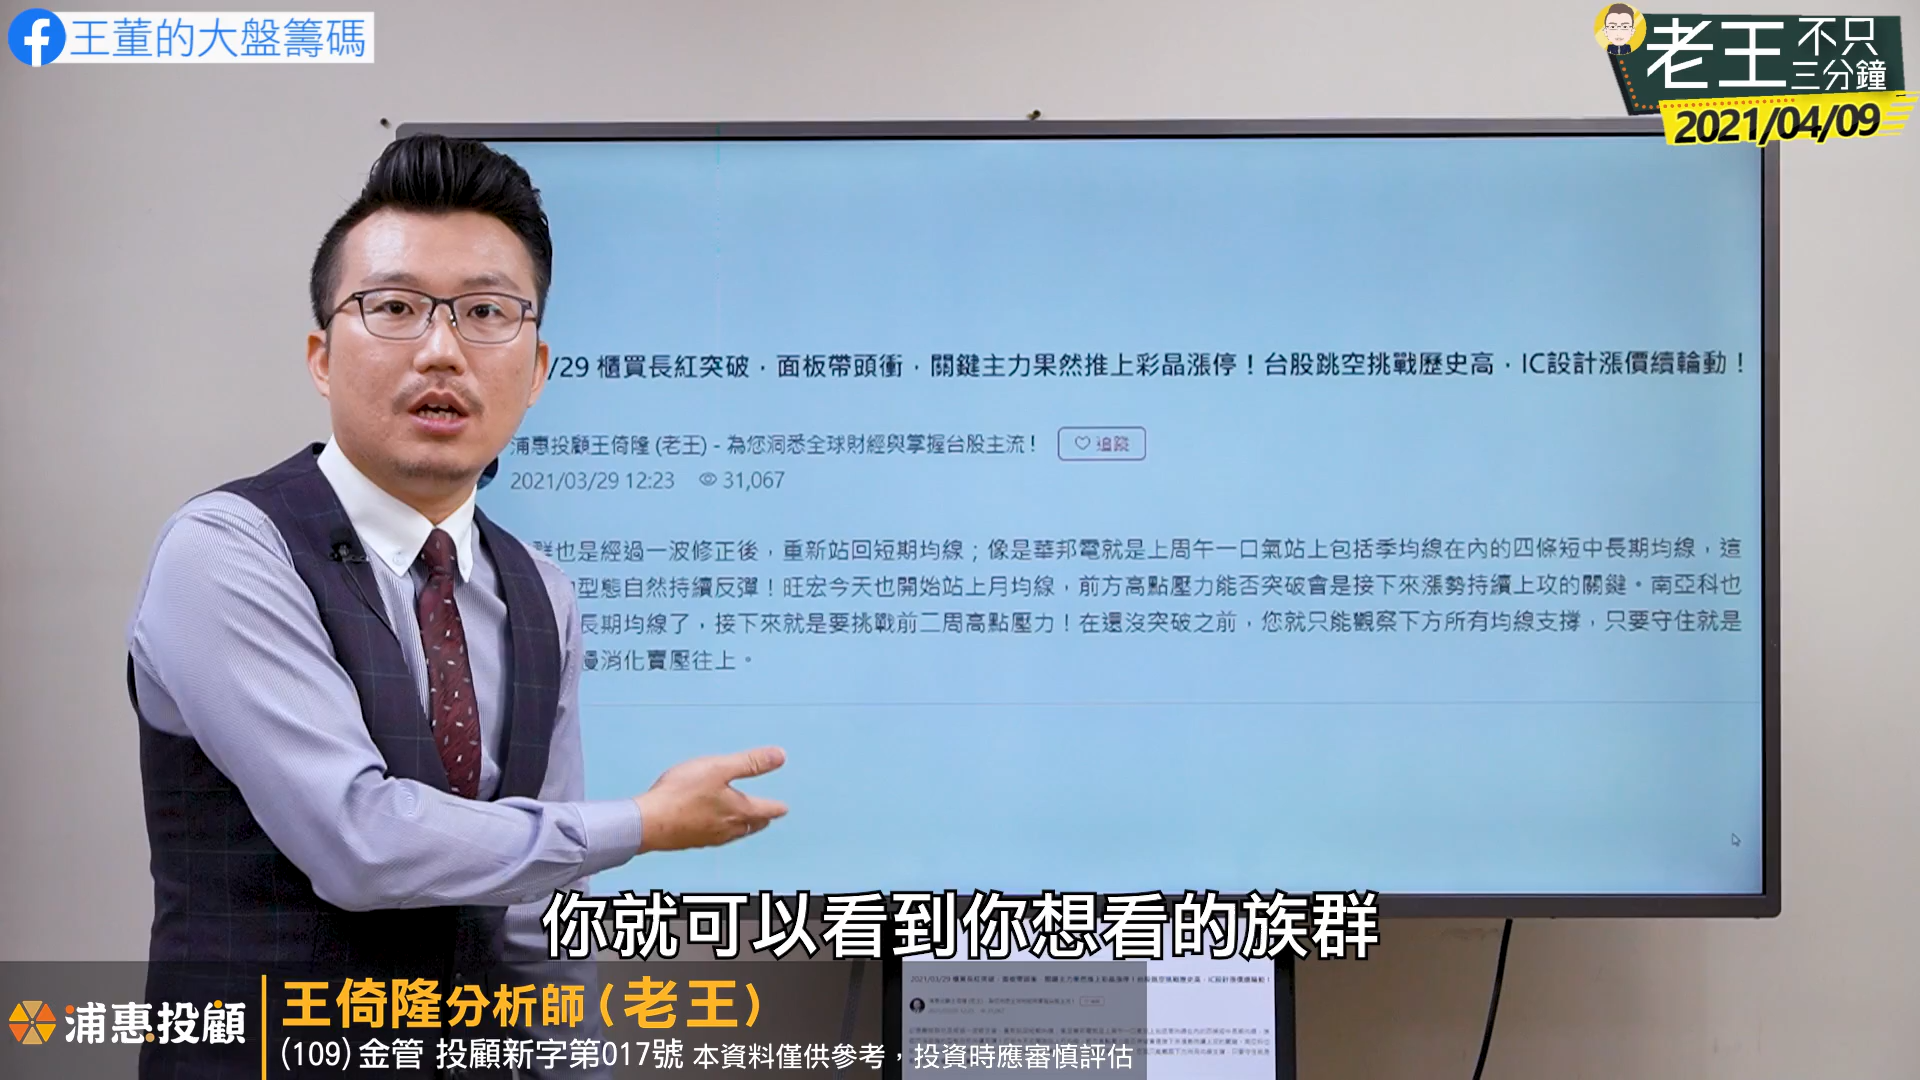 王董的大盤籌碼
老王 不只三分鐘
2021/04/09
/29 櫃買長紅突破，面板帶頭衝，關鍵主力果然推上彩晶漲停！台股跳空挑戰歷史高，IC設計漲價續輪動！
浦惠投顧王倚隆 (老王) - 為您洞悉全球財經與掌握台股主流！ 追蹤
2021/03/29 12:23 31,067
群也是經過一波修正後，重新站回短期均線；像是華邦電就是上周午一口氣站上包括季均線在內的四條短中長期均線，這
型態自然持續反彈！旺宏今天也開始站上月均線，前方高點壓力能否突破會是接下來漲勢持續上攻的關鍵。南亞科也
長期均線了，接下來就是要挑戰前二周高點壓力！在還沒突破之前，您就只能觀察下方所有均線支撐，只要守住就是
慢消化賣壓往上。
你就可以看到你想看的族群
浦惠投顧
王倚隆分析師(老王)
(109) 金管 投顧新字第017號 本資料僅供參考，投資時應審慎評估